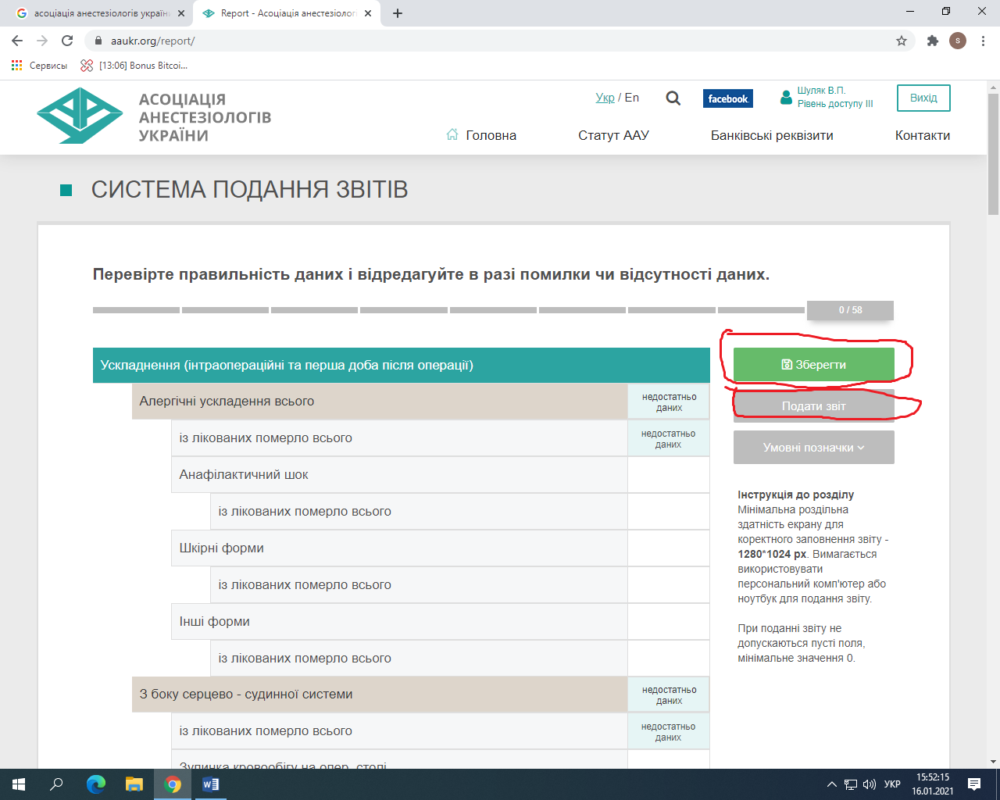 асоціація анестезіологів україни
Report - Асоціація анестезіологі
aaukr.org/report/
s
Сервисы
[13:06] Bonus Bitcoi...
АСОЦІАЦІЯ
АНЕСТЕЗІОЛОГІВ
УКРАЇНИ
Укр / En
facebook.
Шуляк В.П.
Рівень доступу III
Вихід
Головна
Статут ААУ
Банківські реквізити
Контакти
СИСТЕМА ПОДАННЯ ЗВІТІВ
Перевірте правильність даних і відредагуйте в разі помилки чи відсутності даних.
0 / 58
Ускладнення (інтраопераційні та перша доба після операції)
Алергічні ускладення всього
недостатньо
даних
із лікованих померло всього
недостатньо
даних
Анафілактичний шок
із лікованих померло всього
Шкірні форми
із лікованих померло всього
Інші форми
із лікованих померло всього
З боку серцево - судинної системи
недостатньо
даних
із лікованих померло всього
недостатньо
даних
Зупинка кровообігу на опер. столі
Зберегти
Подати звіт
Умовні позначки
Інструкція до розділу
Мінімальна роздільна
здатність екрану для
коректного заповнення звіту -
1280*1024 px. Вимагається
використовувати
персональний комп'ютер або
ноутбук для подання звіту.
При поданні звіту не
допускаються пусті поля,
мінімальне значення 0.
УКР
15:52:15
16.01.2021